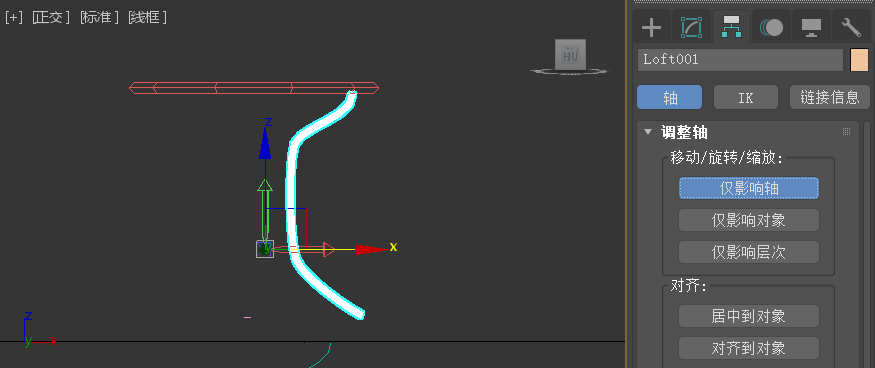 [+] [正交] [标准] [线框]
前
z
x
z
y
x
Loft001
轴 IK 链接信息
调整轴
移动/旋转/缩放:
仅影响轴
仅影响对象
仅影响层次
对齐:
居中到对象
对齐到对象